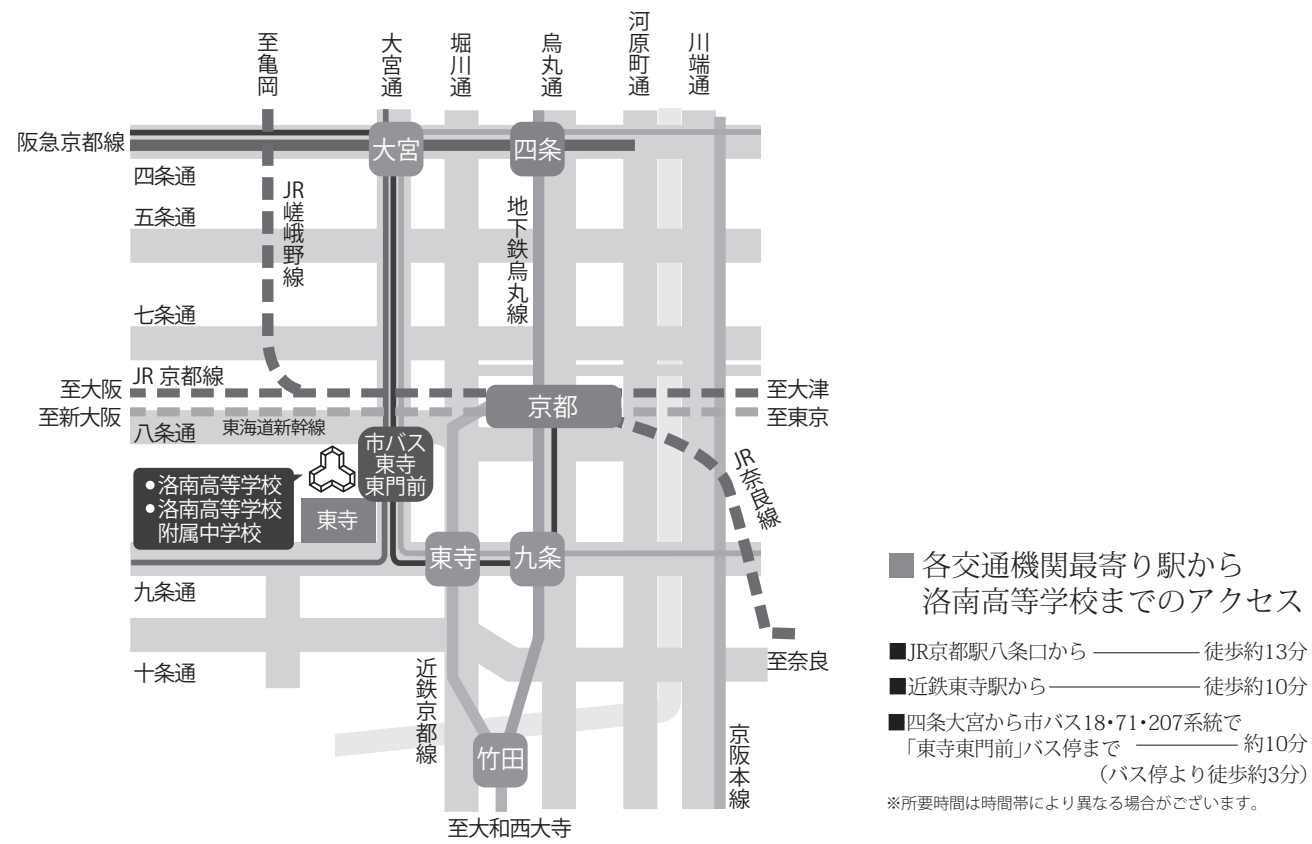 至亀岡
大宮通
堀川通
烏丸通
河原町通
川端通
阪急京都線
大宮
四条
四条通
JR嵯峨野線
五条通
地下鉄烏丸線
七条通
JR 京都線
至大阪
京都
至大津
至新大阪
至東京
八条通
東海道新幹線
市バス
東寺
東門前
●洛南高等学校
●洛南高等学校
附属中学校
東寺
JR奈良線
東寺
九条
九条通
十条通
至奈良
近鉄京都線
竹田
京阪本線
至大和西大寺
■各交通機関最寄り駅から
洛南高等学校までのアクセス
■JR京都駅八条口から ――――― 徒歩約13分
■近鉄東寺駅から――――――― 徒歩約10分
■四条大宮から市バス18・71・207系統で
「東寺東門前」バス停まで ――――― 約10分
（バス停より徒歩約3分）
※所要時間は時間帯により異なる場合がございます。